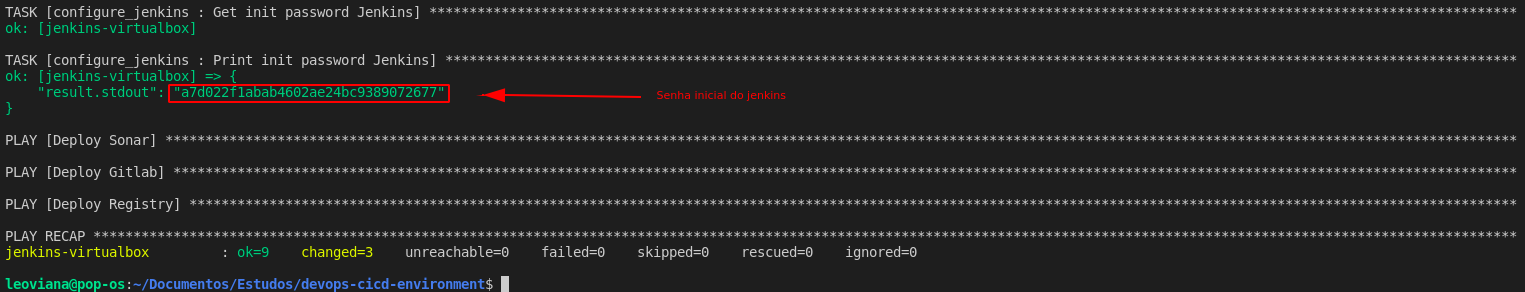 TASK [configure_jenkins : Get init password Jenkins] ****************************************************************************************************************************************
ok: [jenkins-virtualbox]
TASK [configure_jenkins : Print init password Jenkins] **************************************************************************************************************************************
ok: [jenkins-virtualbox] => {
"result.stdout": "a7d022f1abab4602ae24bc9389072677"
Senha inicial do jenkins
}
PLAY [Deploy Sonar] *************************************************************************************************************************************************************************
PLAY [Deploy Gitlab] ************************************************************************************************************************************************************************
PLAY [Deploy Registry] **********************************************************************************************************************************************************************
PLAY RECAP **********************************************************************************************************************************************************************************
jenkins-virtualbox : ok=9 changed=3 unreachable=0 failed=0 skipped=0 rescued=0 ignored=0
leoviana@pop-os:~/Documentos/Estudos/devops-cicd-environment$